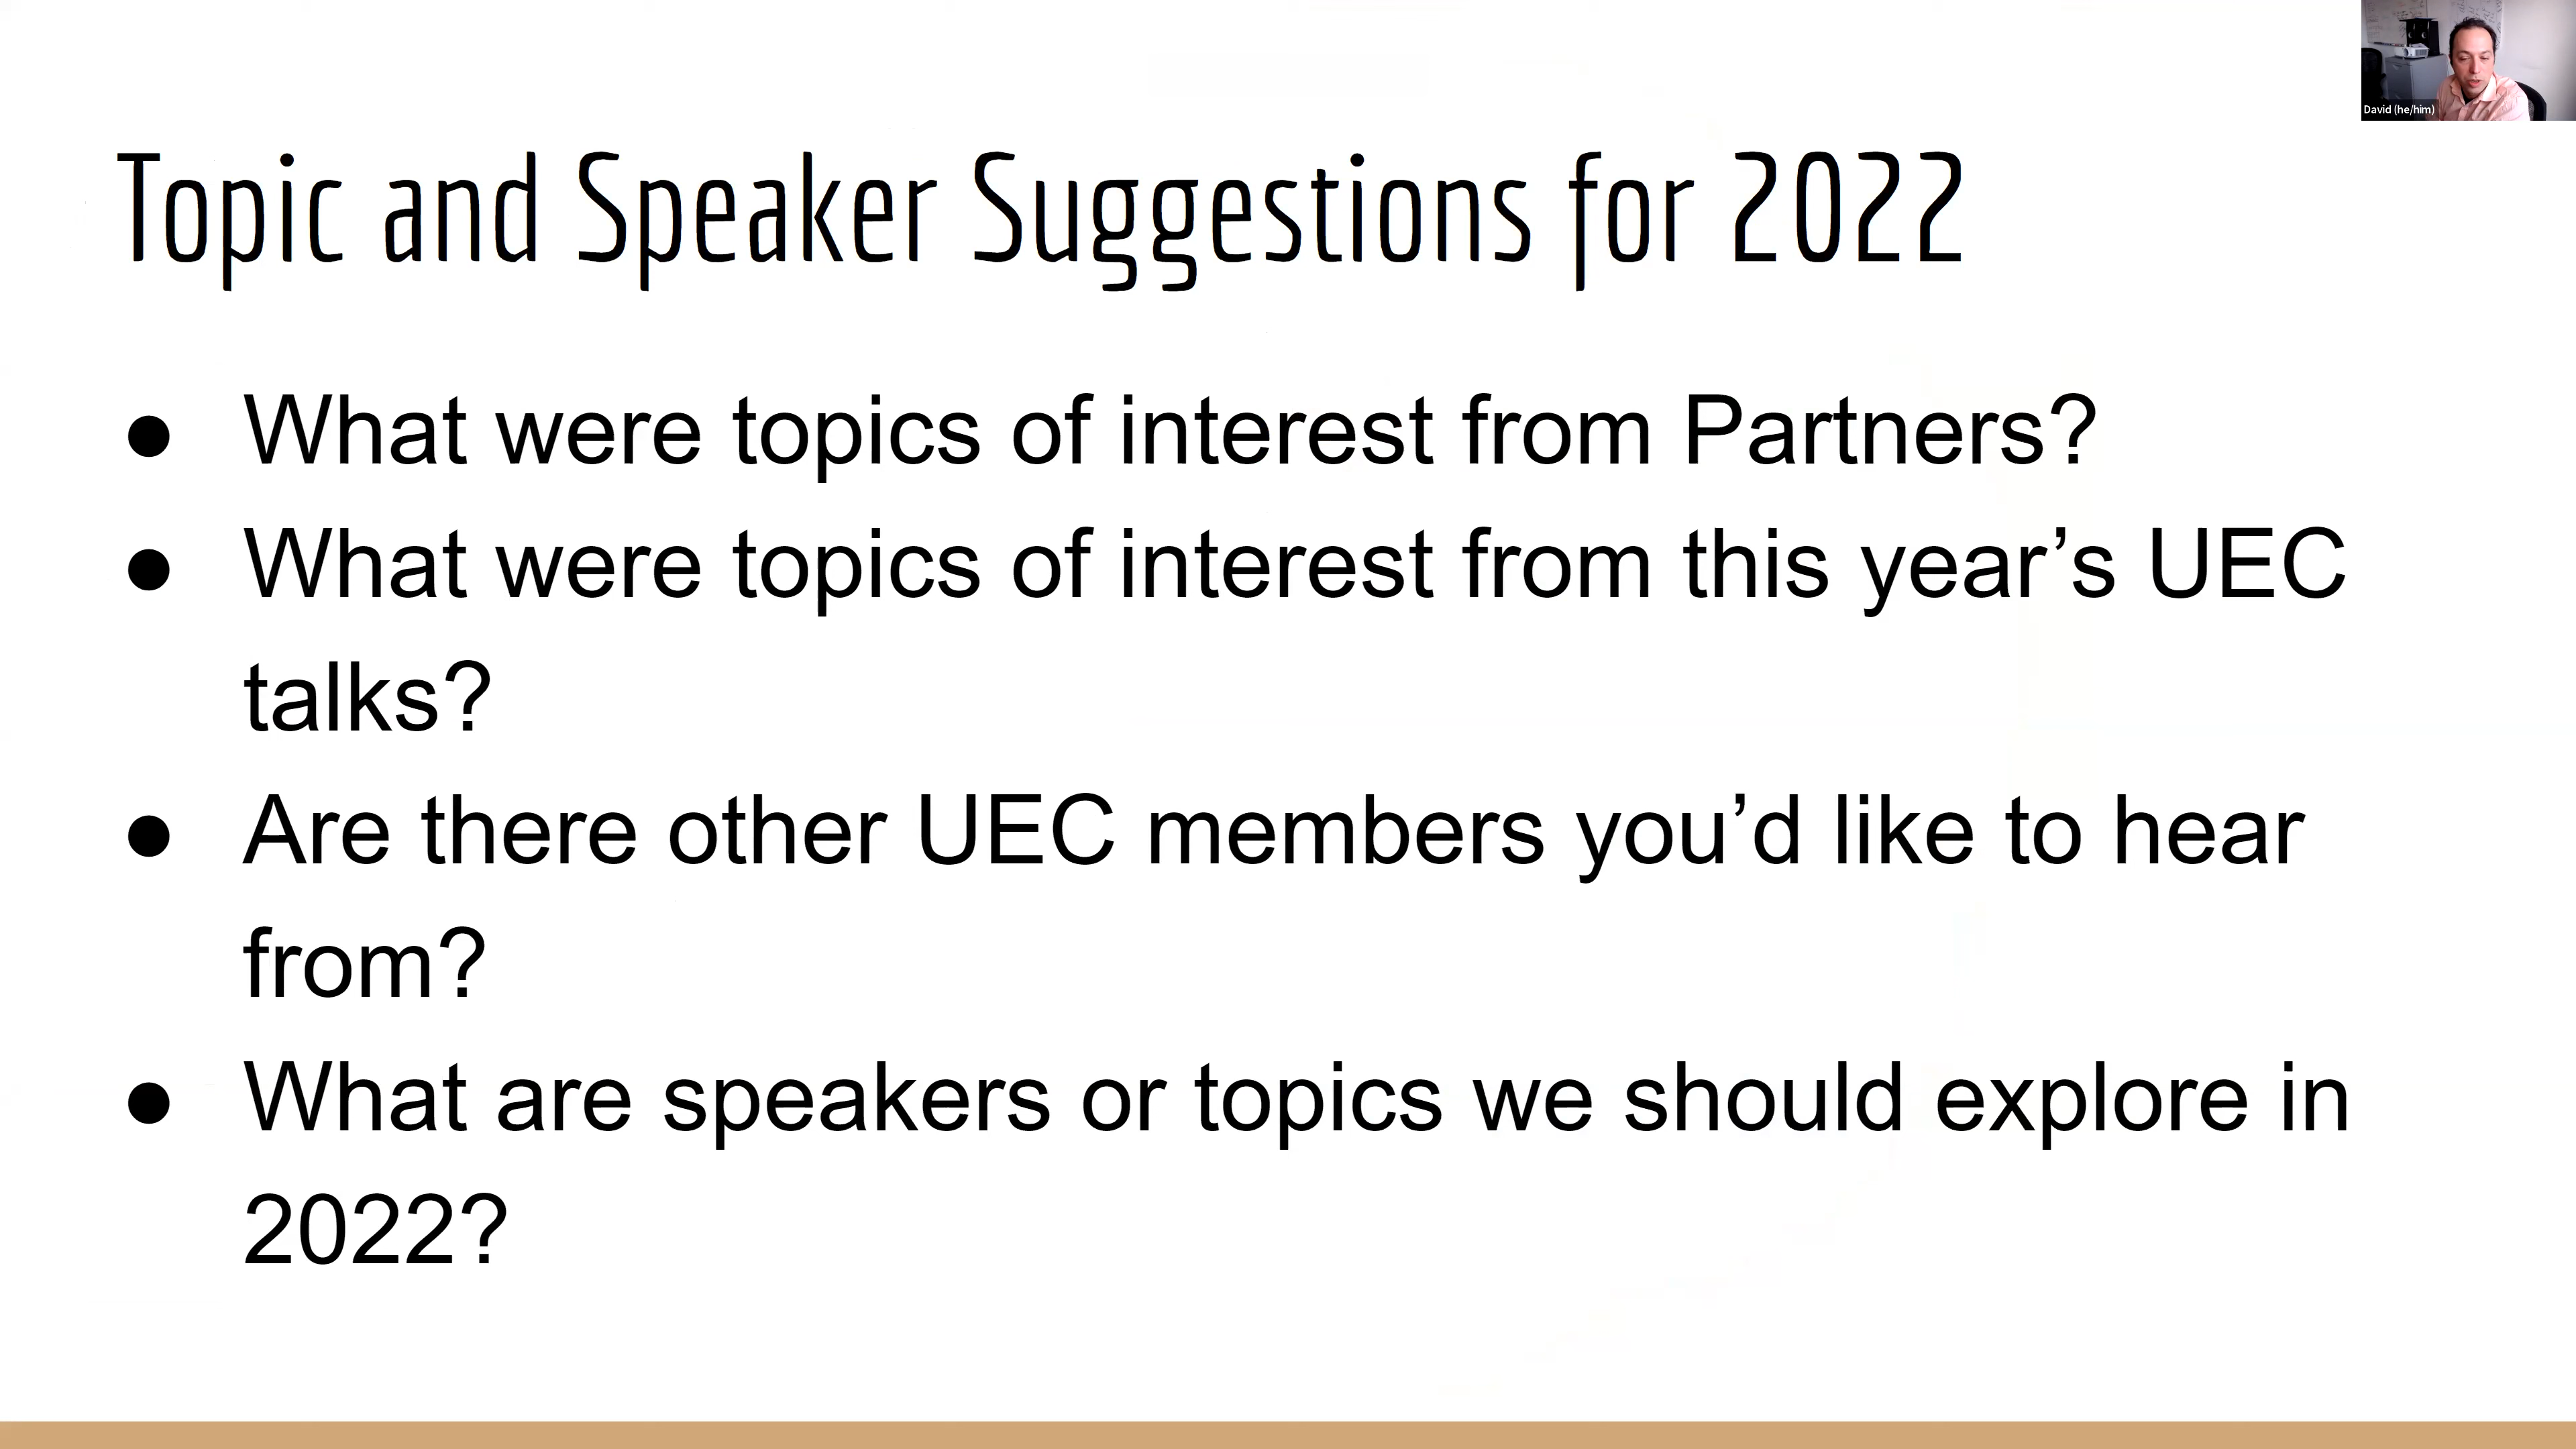 David (he/him)
Topic and Speaker Suggestions for 2022
● What were topics of interest from Partners?
● What were topics of interest from this year’s UEC
talks?
● Are there other UEC members you’d like to hear
from?
● What are speakers or topics we should explore in
2022?